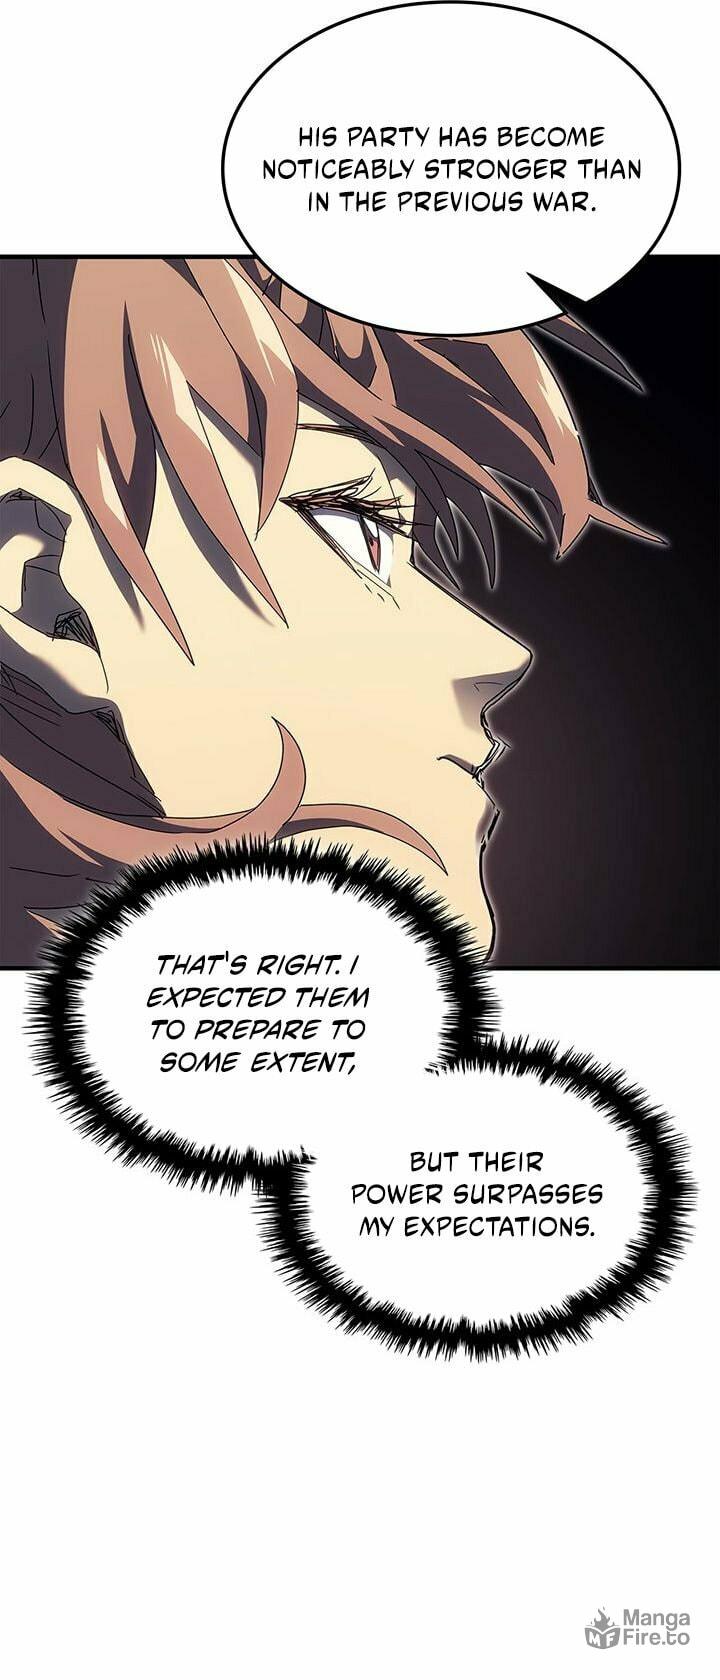 HIS PARTY HAS BECOME
NOTICEABLY STRONGER THAN
IN THE PREVIOUS WAR.
THAT'S RIGHT. I
EXPECTED THEM
TO PREPARE TO
SOME EXTENT,
BUT THEIR
POWER SURPASSES
MY EXPECTATIONS.
Manga
MF Fire.to